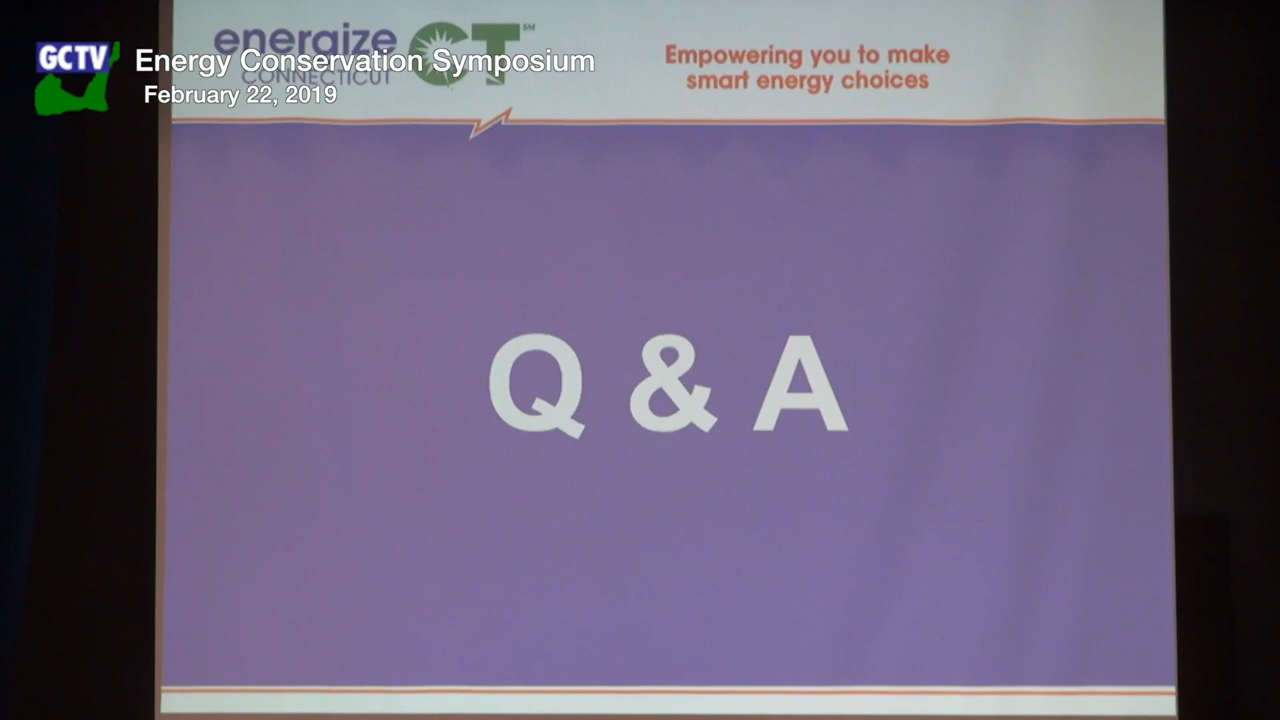 GCTV
Energy Conservation Symposium
February 22, 2019
energize CT SM
CONNECTICUT
Empowering you to make
smart energy choices
Q & A